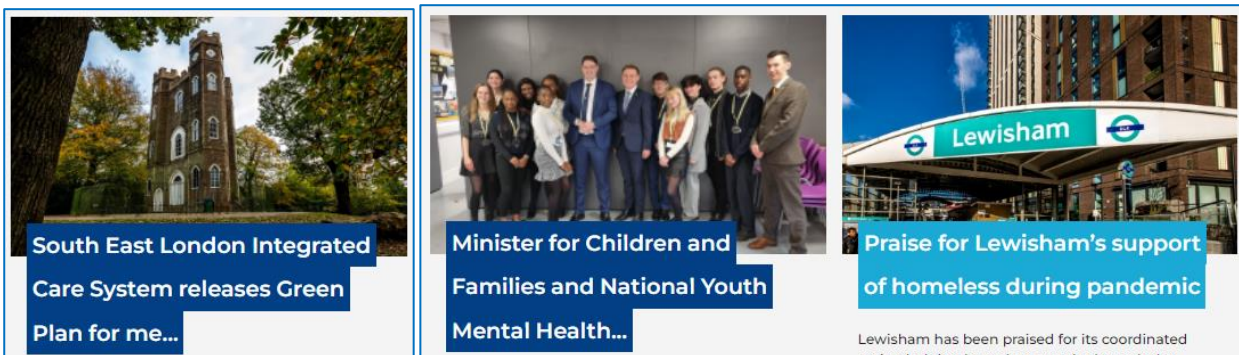 South East London Integrated
Care System releases Green
Plan for me...
Minister for Children and
Families and National Youth
Mental Health...
Lewisham
Praise for Lewisham's support
of homeless during pandemic
Lewisham has been praised for its coordinated